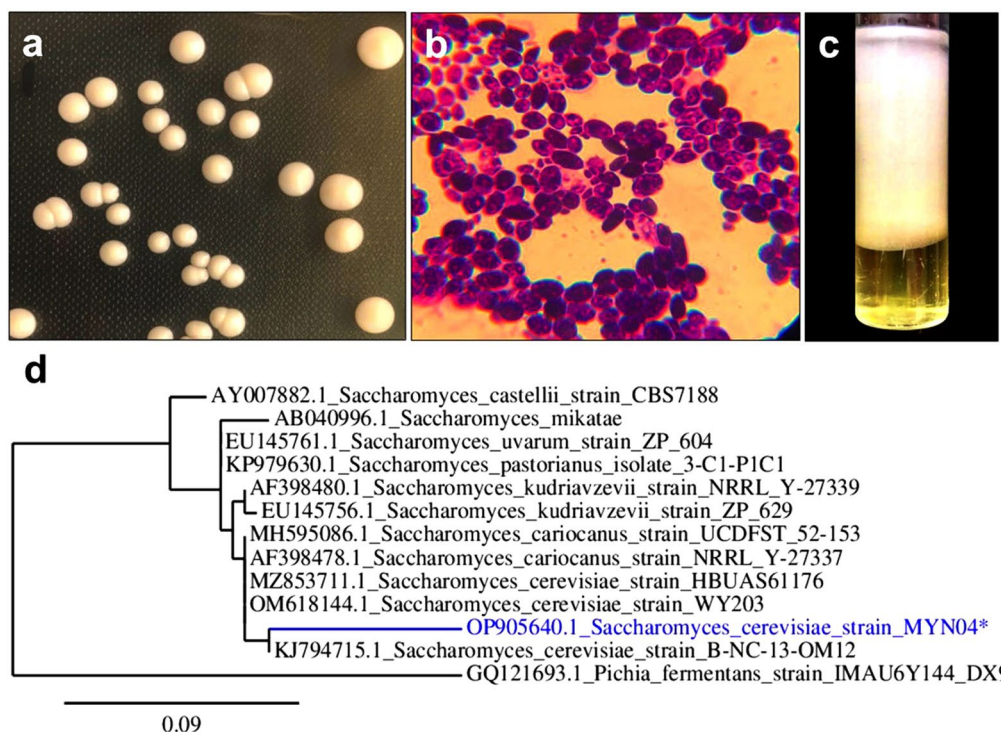 a
b
c
d
AY007882.1_Saccharomyces_castellii_strain_CBS7188
AB040996.1_Saccharomyces_mikatae
EU145761.1_Saccharomyces_uvarum_strain_ZP_604
KP979630.1_Saccharomyces_pastorianus_isolate_3-C1-P1C1
AF398480.1_Saccharomyces_kudriavzevii_strain_NRRL_Y-27339
EU145756.1_Saccharomyces_kudriavzevii_strain_ZP_629
MH595086.1_Saccharomyces_cariocanus_strain_UCDFST_52-153
AF398478.1_Saccharomyces_cariocanus_strain_NRRL_Y-27337
MZ853711.1_Saccharomyces_cerevisiae_strain_HBUAS61176
OM618144.1_Saccharomyces_cerevisiae_strain_WY203
OP905640.1_Saccharomyces_cerevisiae_strain_MYN04*
KJ794715.1_Saccharomyces_cerevisiae_strain_B-NC-13-OM12
GQ121693.1_Pichia_fermentans_strain_IMAU6Y144_DX9
0.09